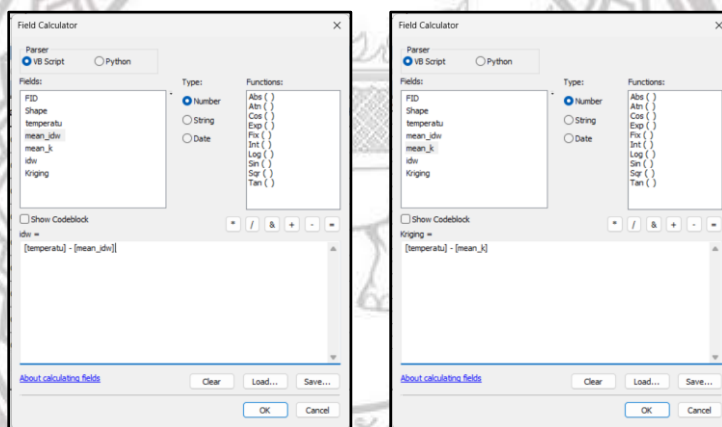 Field Calculator
Parser
VB Script Python
Fields: Type: Functions:
FID
Shape
temperatu
mean_idw
mean_k
idw
Kriging
Number
String
Date
Abs ( )
Atn ( )
Cos ( )
Exp ( )
Fix ( )
Int ( )
Log ( )
Sin ( )
Sqr ( )
Tan ( )
Show Codeblock
* / & + - =
idw =
[temperatu] - [mean_idw]
About calculating fields Clear Load... Save...
OK Cancel
Field Calculator
Parser
VB Script Python
Fields: Type: Functions:
FID
Shape
temperatu
mean_idw
mean_k
idw
Kriging
Number
String
Date
Abs ( )
Atn ( )
Cos ( )
Exp ( )
Fix ( )
Int ( )
Log ( )
Sin ( )
Sqr ( )
Tan ( )
Show Codeblock
* / & + - =
Kriging =
[temperatu] - [mean_k]
About calculating fields Clear Load... Save...
OK Cancel